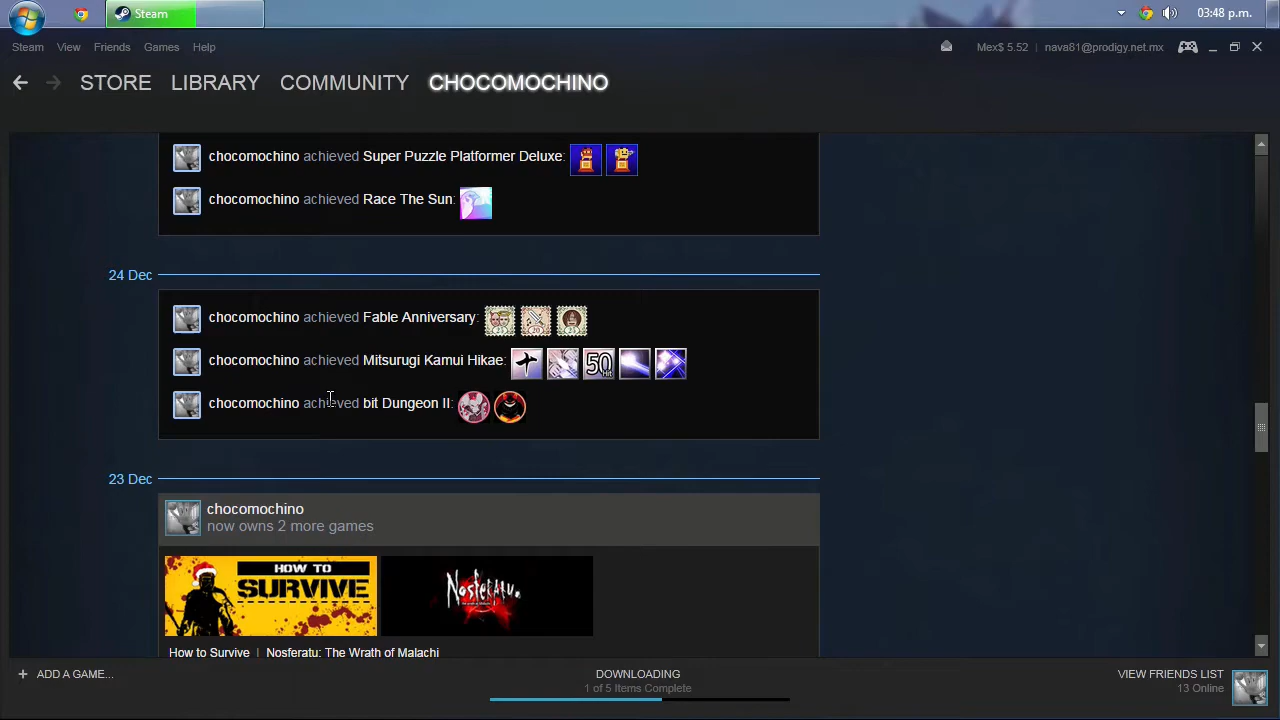 Steam
03:48 p.m.
Steam View Friends Games Help
Mex$ 5.52 nava81@prodigy.net.mx
STORE LIBRARY COMMUNITY CHOCOMOCHINO
chocomochino achieved Super Puzzle Platformer Deluxe:
chocomochino achieved Race The Sun:
24 Dec
chocomochino achieved Fable Anniversary:
chocomochino achieved Mitsurugi Kamui Hikae:
50
Hit
chocomochino achieved bit Dungeon II:
23 Dec
chocomochino
now owns 2 more games
HOW TO
SURVIVE
Nosferatu
How to Survive | Nosferatu: The Wrath of Malachi
+ ADD A GAME...
DOWNLOADING
1 of 5 Items Complete
VIEW FRIENDS LIST
13 Online